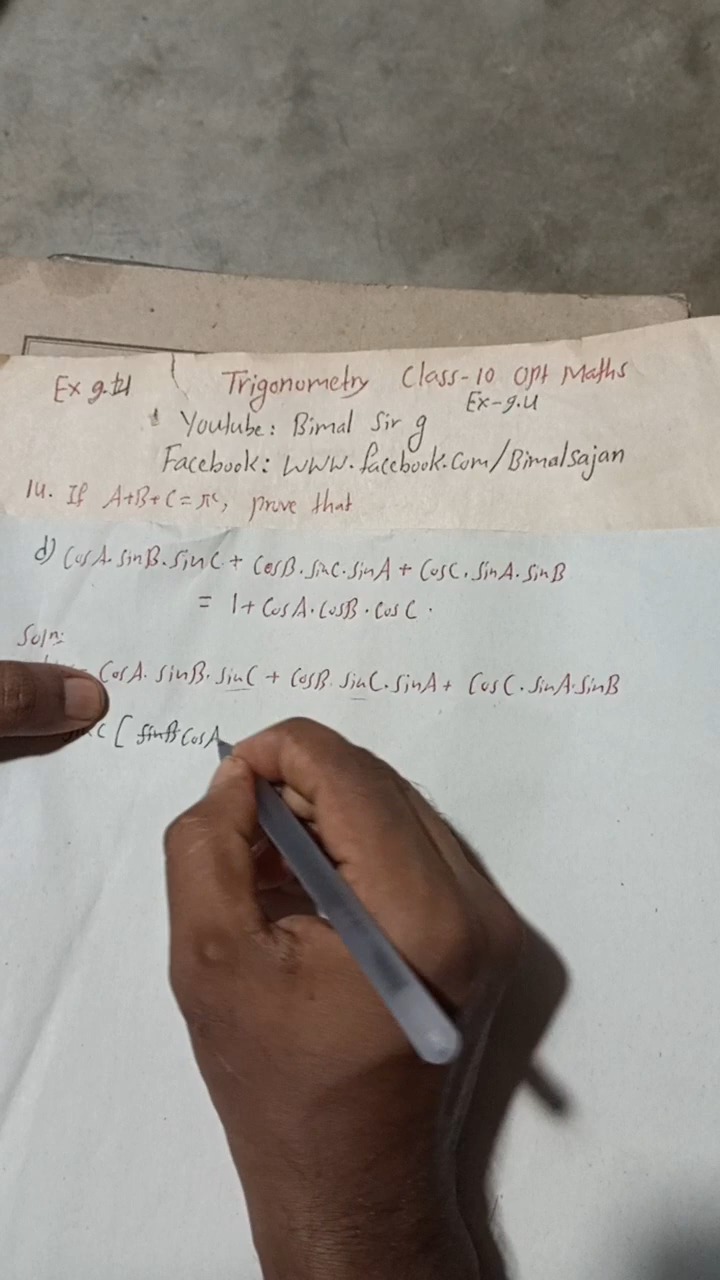 Ex 9.4 Trigonometry Class-10 Opt Maths
Ex-9.4
Youtube: Bimal Sir g
Facebook: www.facebook.com/Bimalsajan
14. If A+B+C = πᶜ, prove that
d) CosA. sinB. SinC + CosB. sinC. sinA + CosC. SinA. SinB
= 1 + CosA. CosB. CosC.
Soln:
CosA. sinB. sinC + CosB. sinC. sinA + CosC. SinA. SinB
C [ sinB CosA